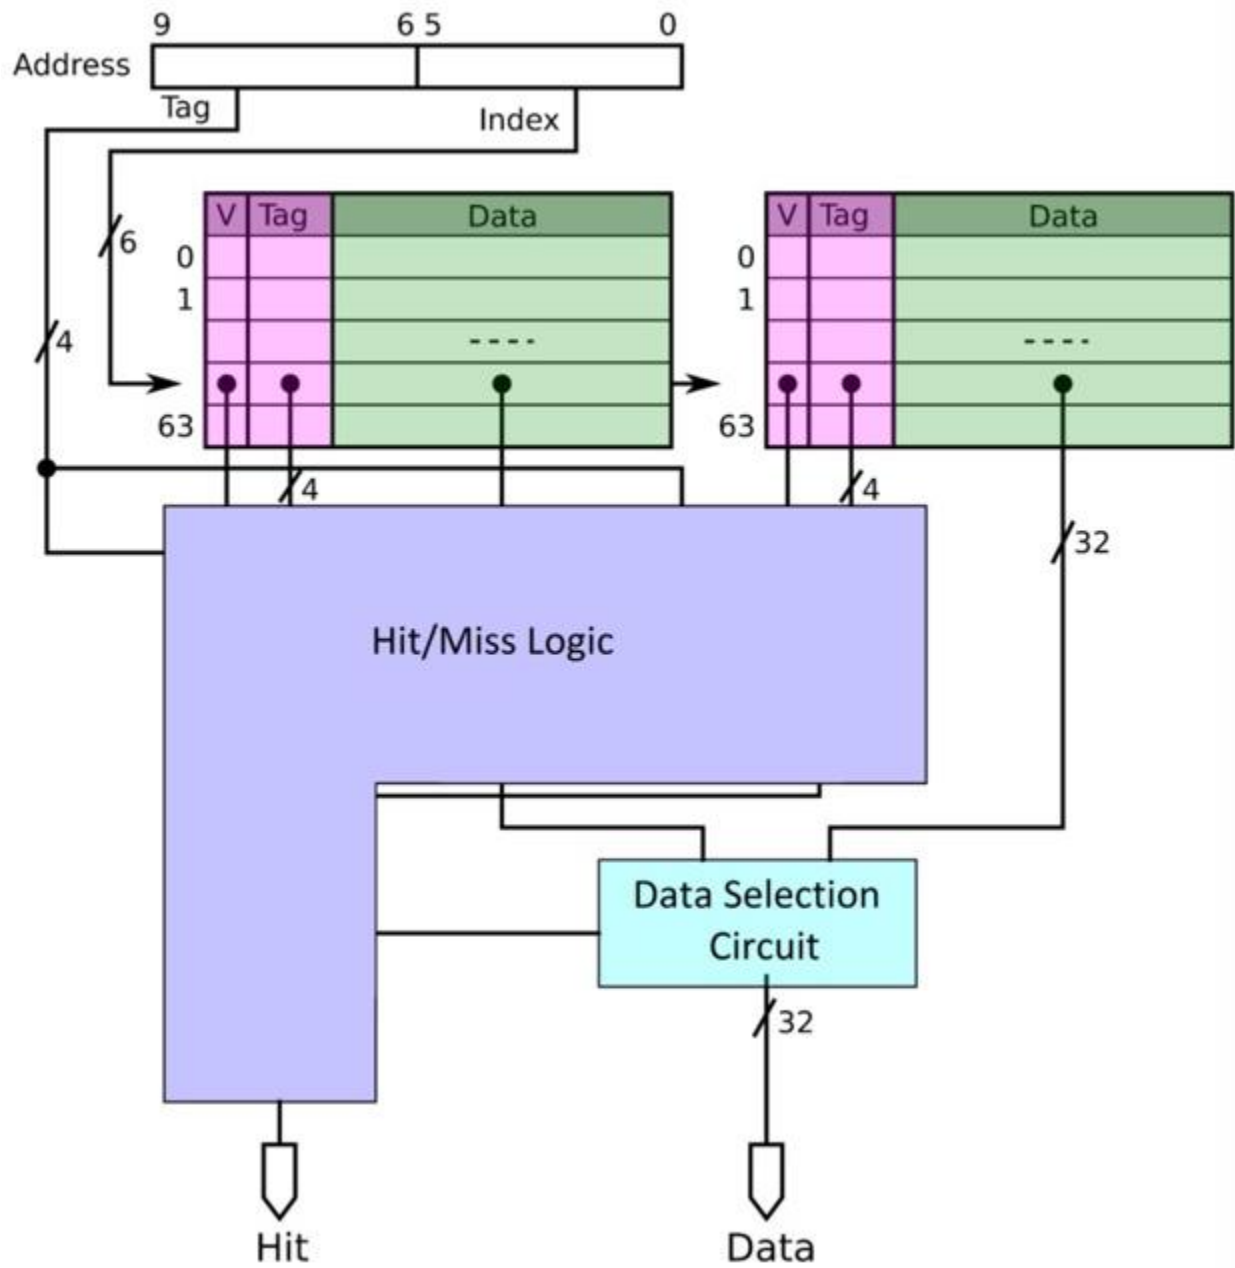 9 6 5 0
Address
Tag
Index
V Tag Data
V Tag Data
6
0
0
1
1
4
----
----
63
63
4
4
32
Hit/Miss Logic
Data Selection
Circuit
32
Hit
Data